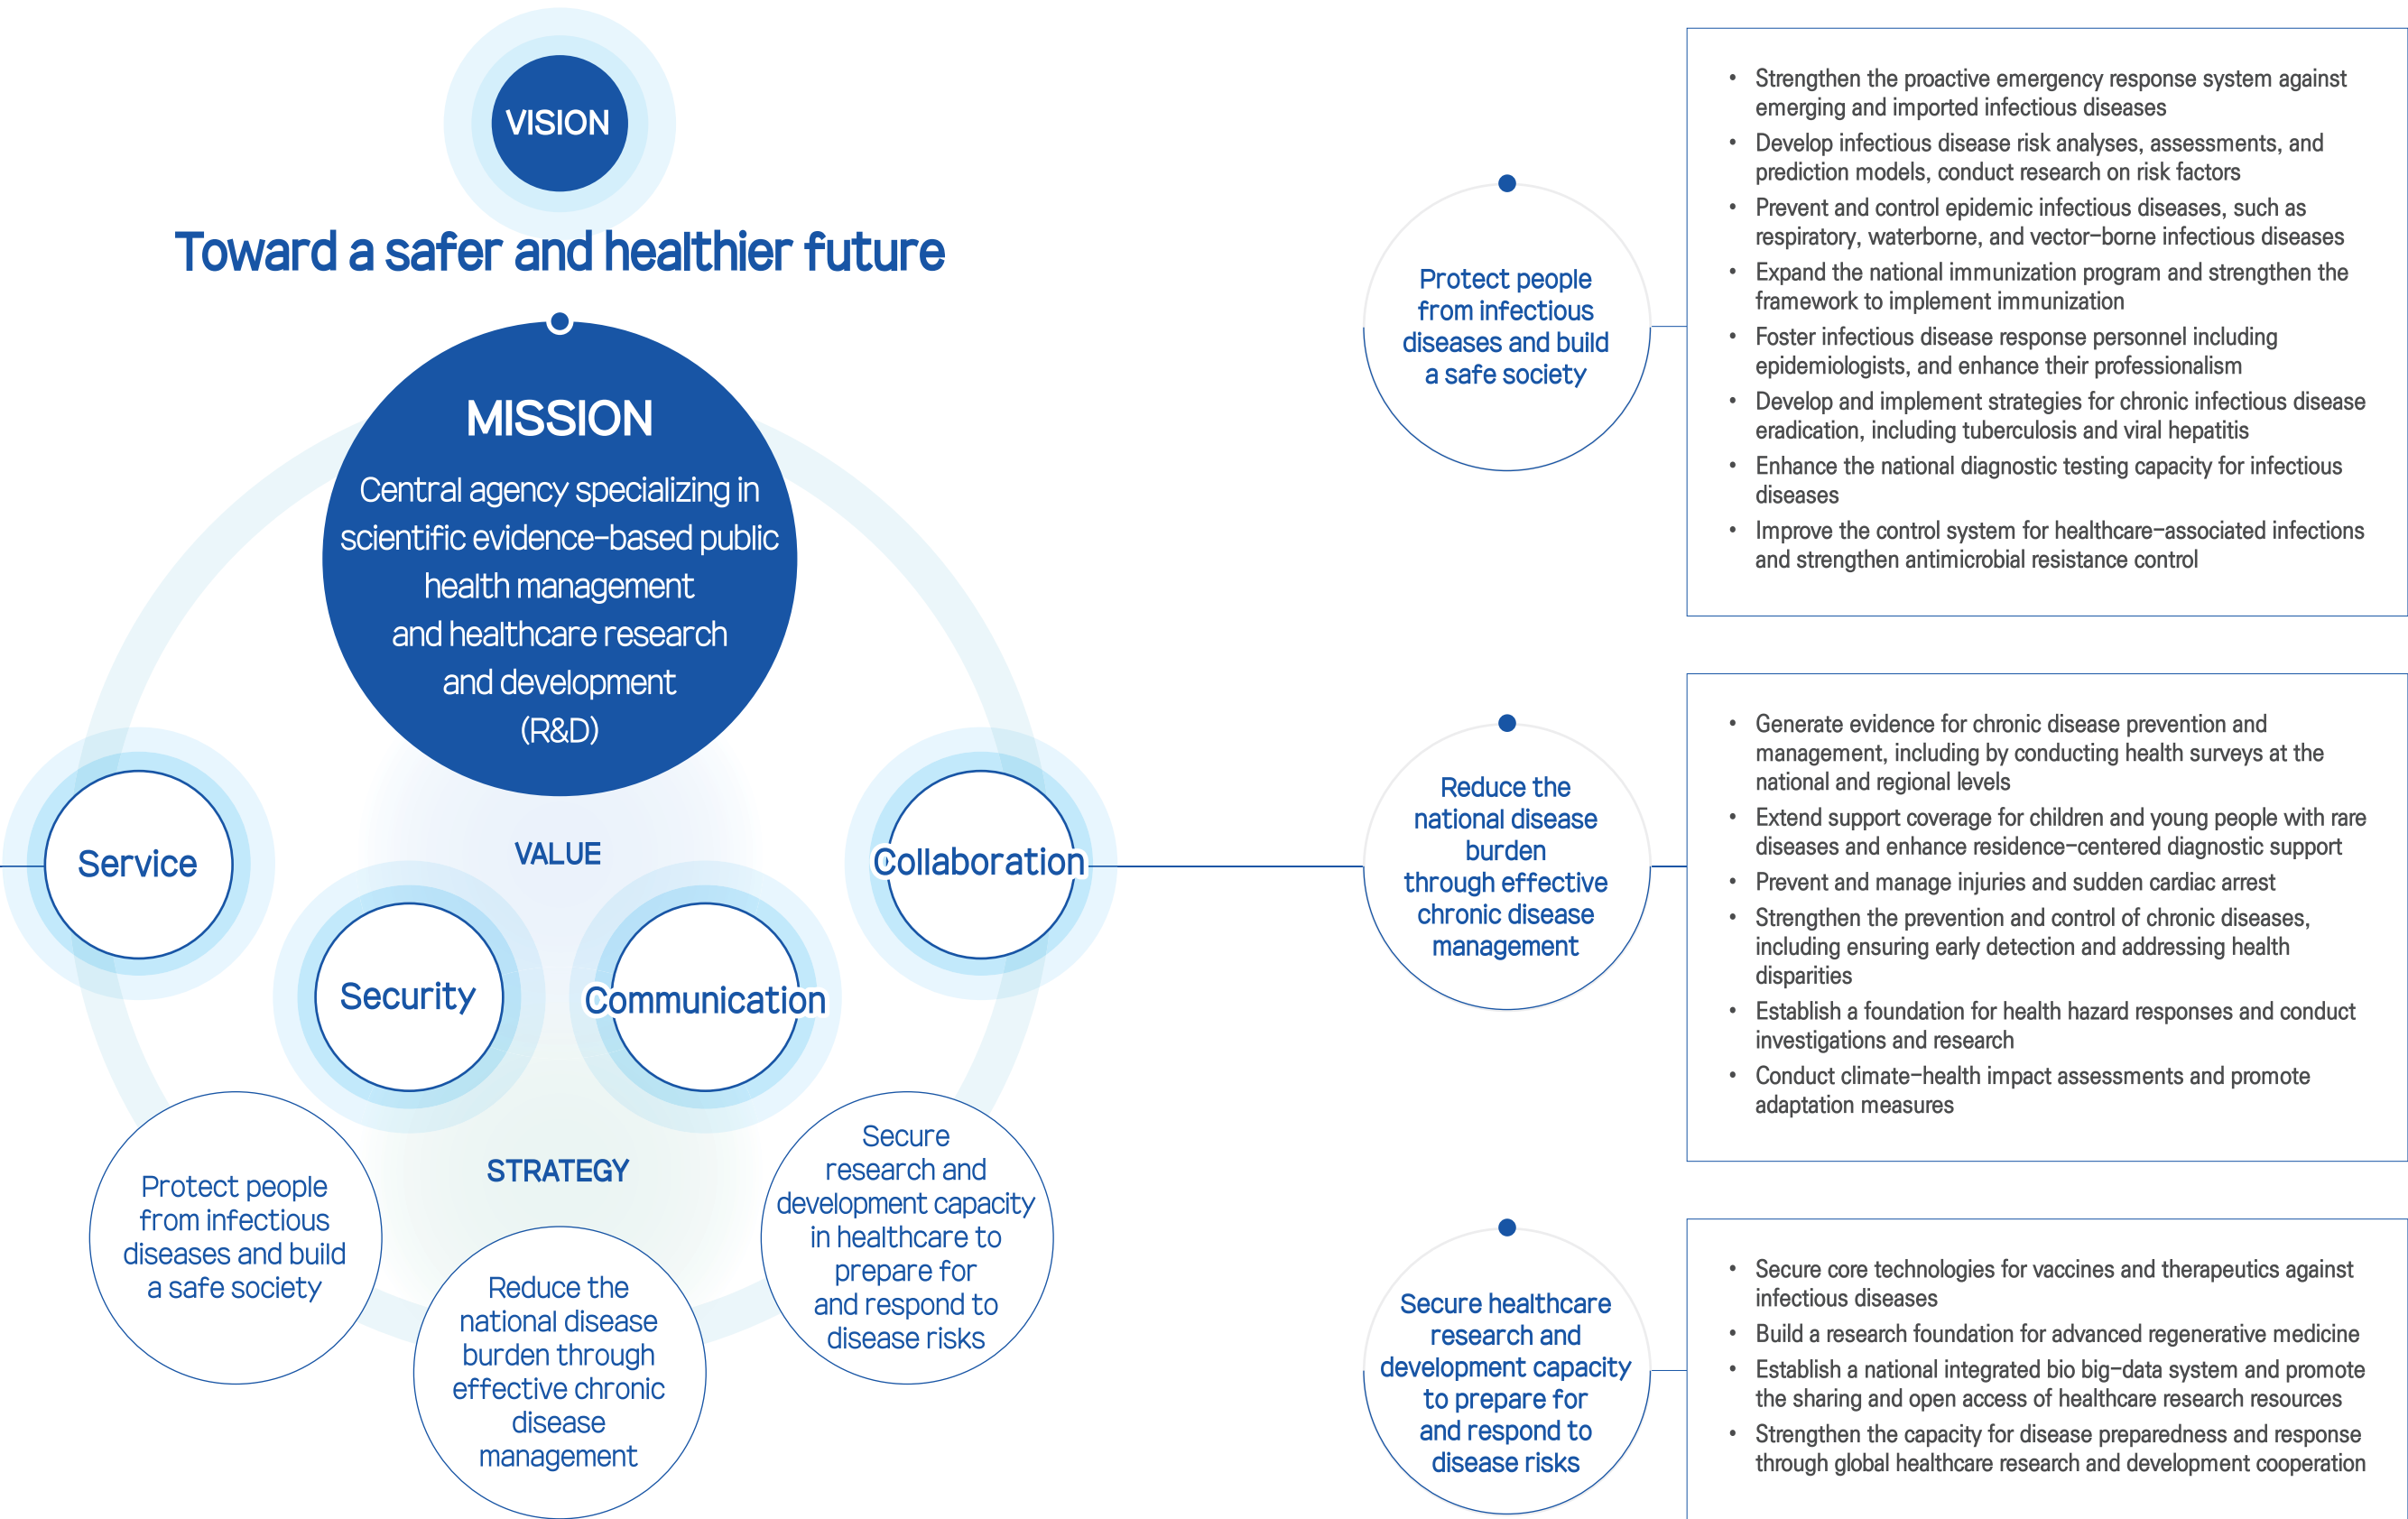 VISION
Toward a safer and healthier future
MISSION
Central agency specializing in
scientific evidence-based public
health management
and healthcare research
and development
(R&D)
VALUE
Service
Security
Communication
Collaboration
STRATEGY
Protect people
from infectious
diseases and build
a safe society
Reduce the
national disease
burden through
effective chronic
disease
management
Secure
research and
development capacity
in healthcare to
prepare for
and respond to
disease risks
Protect people
from infectious
diseases and build
a safe society
• Strengthen the proactive emergency response system against
emerging and imported infectious diseases
• Develop infectious disease risk analyses, assessments, and
prediction models, conduct research on risk factors
• Prevent and control epidemic infectious diseases, such as
respiratory, waterborne, and vector-borne infectious diseases
• Expand the national immunization program and strengthen the
framework to implement immunization
• Foster infectious disease response personnel including
epidemiologists, and enhance their professionalism
• Develop and implement strategies for chronic infectious disease
eradication, including tuberculosis and viral hepatitis
• Enhance the national diagnostic testing capacity for infectious
diseases
• Improve the control system for healthcare-associated infections
and strengthen antimicrobial resistance control
Reduce the
national disease
burden
through effective
chronic disease
management
• Generate evidence for chronic disease prevention and
management, including by conducting health surveys at the
national and regional levels
• Extend support coverage for children and young people with rare
diseases and enhance residence-centered diagnostic support
• Prevent and manage injuries and sudden cardiac arrest
• Strengthen the prevention and control of chronic diseases,
including ensuring early detection and addressing health
disparities
• Establish a foundation for health hazard responses and conduct
investigations and research
• Conduct climate-health impact assessments and promote
adaptation measures
Secure healthcare
research and
development capacity
to prepare for
and respond to
disease risks
• Secure core technologies for vaccines and therapeutics against
infectious diseases
• Build a research foundation for advanced regenerative medicine
• Establish a national integrated bio big-data system and promote
the sharing and open access of healthcare research resources
• Strengthen the capacity for disease preparedness and response
through global healthcare research and development cooperation